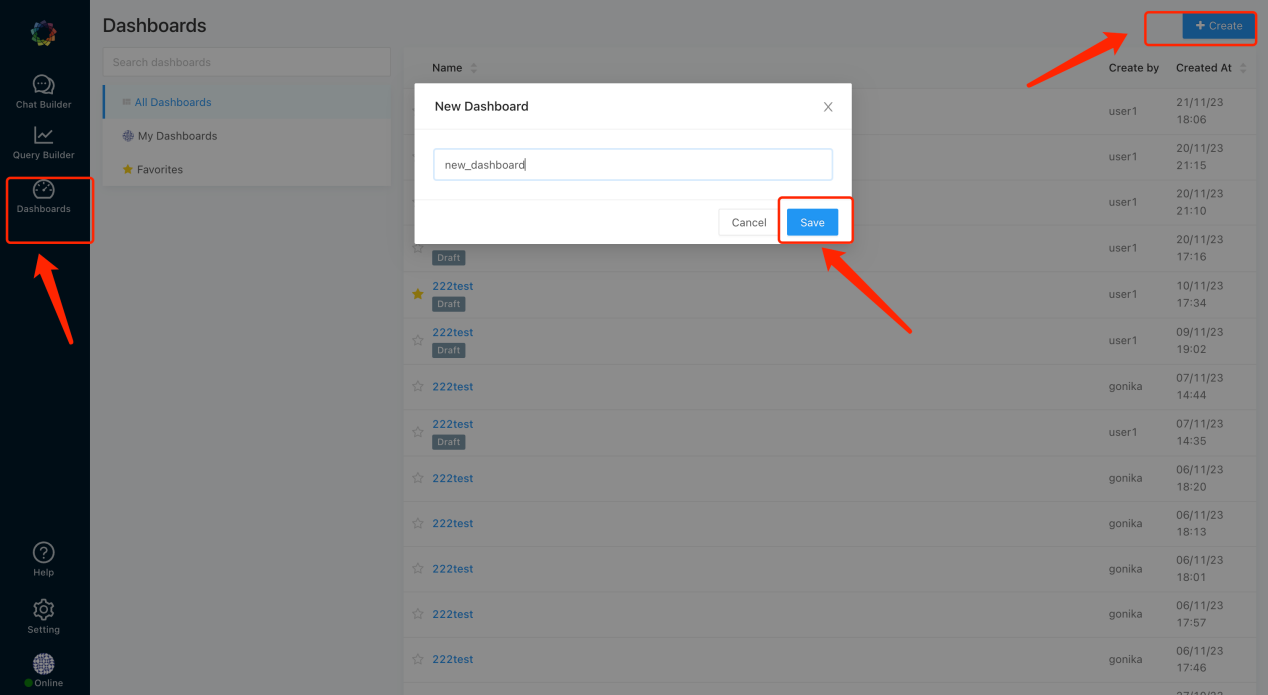 Dashboards
+ Create
Search dashboards
All Dashboards
My Dashboards
Favorites
Chat Builder
Query Builder
Dashboards
Help
Setting
Online
Name
Create by
Created At
New Dashboard
new_dashboard
Cancel
Save
user1
21/11/23
18:06
user1
20/11/23
21:15
user1
20/11/23
21:10
Draft
user1
20/11/23
17:16
222test
Draft
user1
10/11/23
17:34
222test
Draft
user1
09/11/23
19:02
222test
gonika
07/11/23
14:44
222test
Draft
user1
07/11/23
14:35
222test
gonika
06/11/23
18:20
222test
gonika
06/11/23
18:13
222test
gonika
06/11/23
18:01
222test
gonika
06/11/23
17:57
222test
gonika
06/11/23
17:46